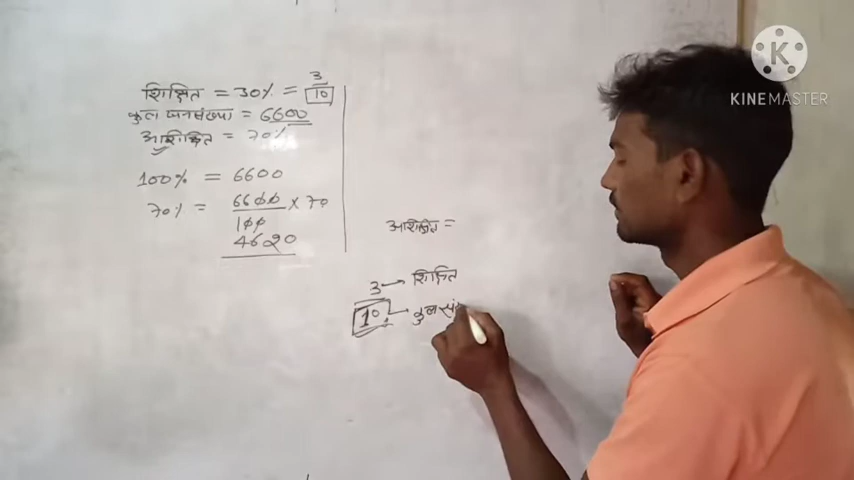 शिक्षित = 30% = 3/10
कुल जनसंख्या = 6600
अशिक्षित = 70%
100% = 6600
70% = 6600/100 × 70
4620
अशिक्षित =
3 → शिक्षित
10 → कुल सं
K
KINEMASTER